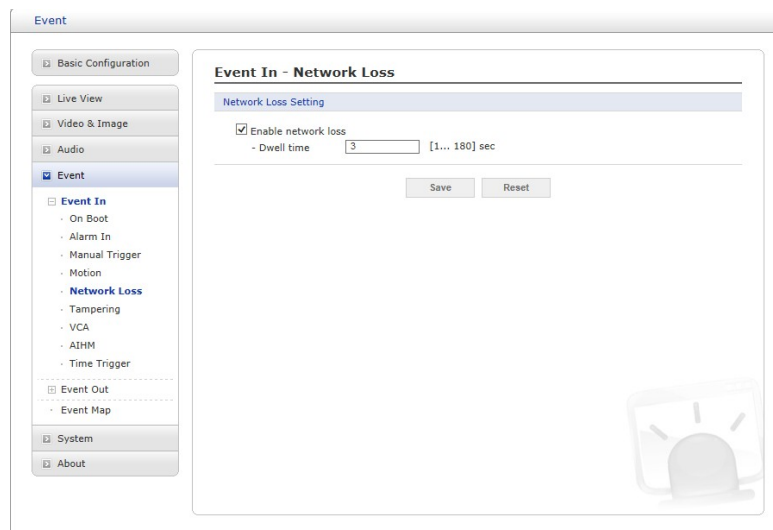 Event
Basic Configuration
Live View
Video & Image
Audio
Event
Event In
On Boot
Alarm In
Manual Trigger
Motion
Network Loss
Tampering
VCA
AIHM
Time Trigger
Event Out
Event Map
System
About
Event In - Network Loss
Network Loss Setting
Enable network loss
- Dwell time 3 [1... 180] sec
Save Reset